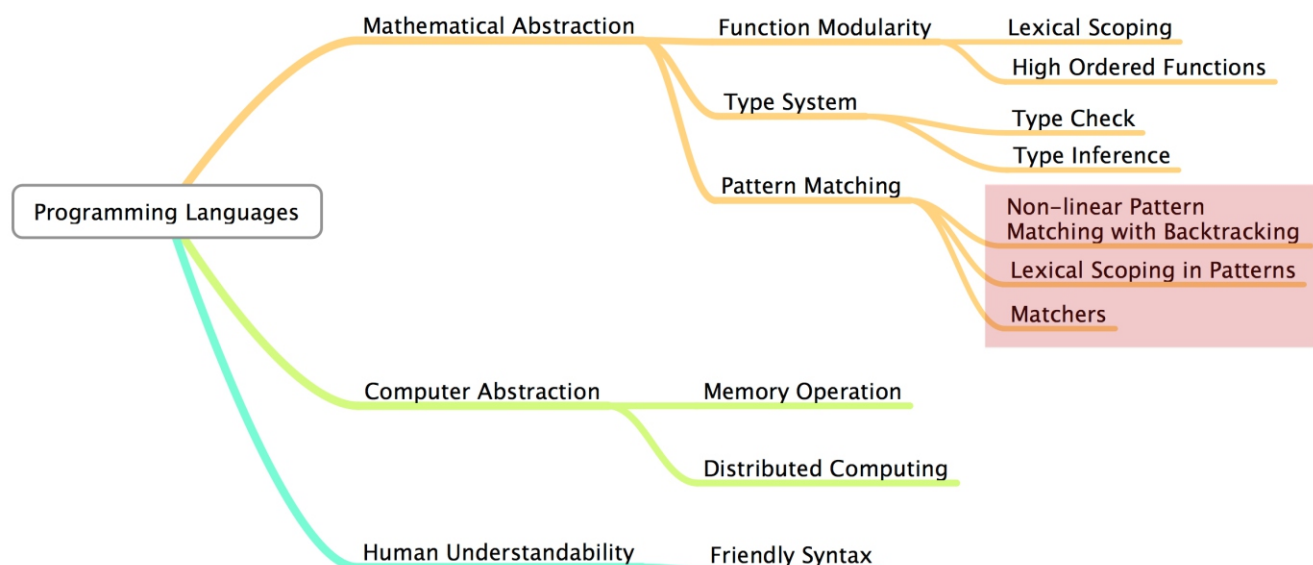 Programming Languages
Mathematical Abstraction
Function Modularity
Lexical Scoping
High Ordered Functions
Type System
Type Check
Type Inference
Pattern Matching
Non-linear Pattern
Matching with Backtracking
Lexical Scoping in Patterns
Matchers
Computer Abstraction
Memory Operation
Distributed Computing
Human Understandability
Friendly Syntax